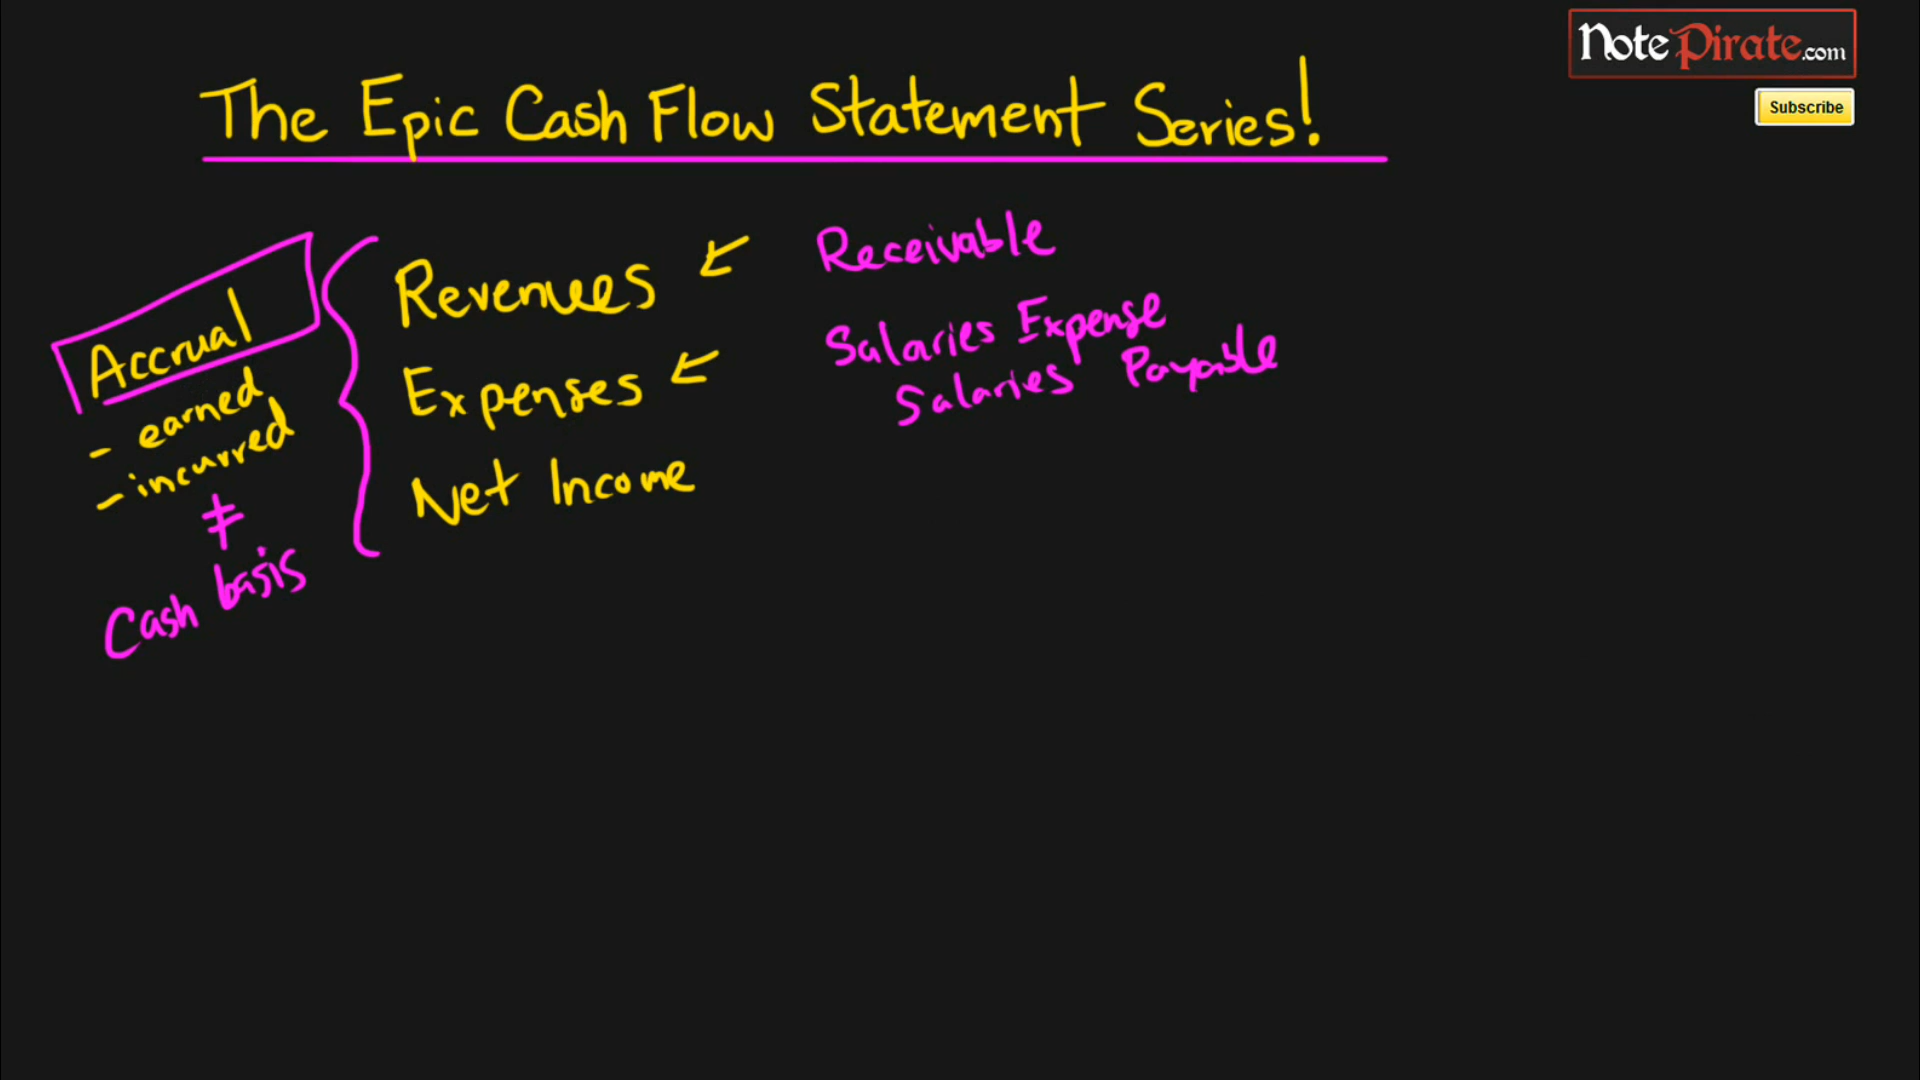 NotePirate.com
Subscribe
The Epic Cash Flow Statement Series!
Accrual
- earned
- incurred
≠
Cash basis
Revenues ←
Expenses ←
Net Income
Receivable
Salaries Expense
Salaries Payable